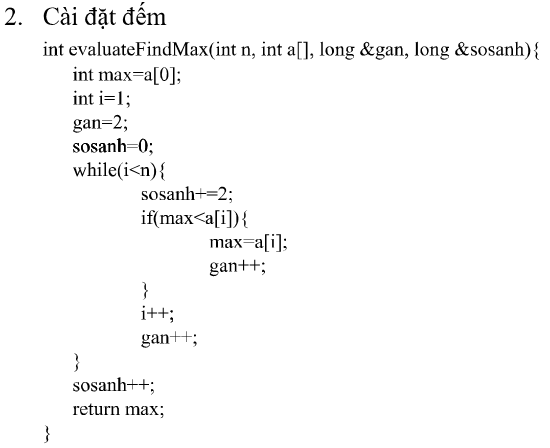 2. Cài đặt đếm
int evaluateFindMax(int n, int a[], long &gan, long &sosanh){
int max=a[0];
int i=1;
gan=2;
sosanh=0;
while(i<n){
sosanh+=2;
if(max<a[i]){
max=a[i];
gan++;
}
i++;
gan++;
}
sosanh++;
return max;
}